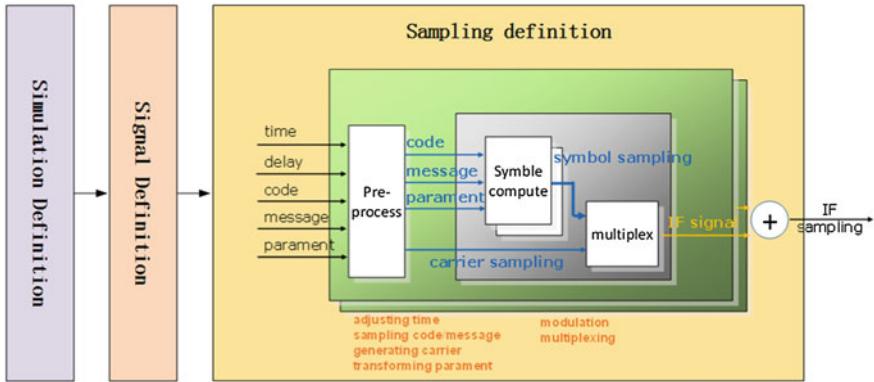 Simulation Definition
Signal Definition
Sampling definition
time
delay
code
message
parament
Pre-
process
code
message
parament
carrier sampling
Symble
compute
symbol sampling
multiplex
IF signal
+
IF
sampling
adjusting time
sampling code/message
generating carrier
transforming parament
modulation
multiplexing